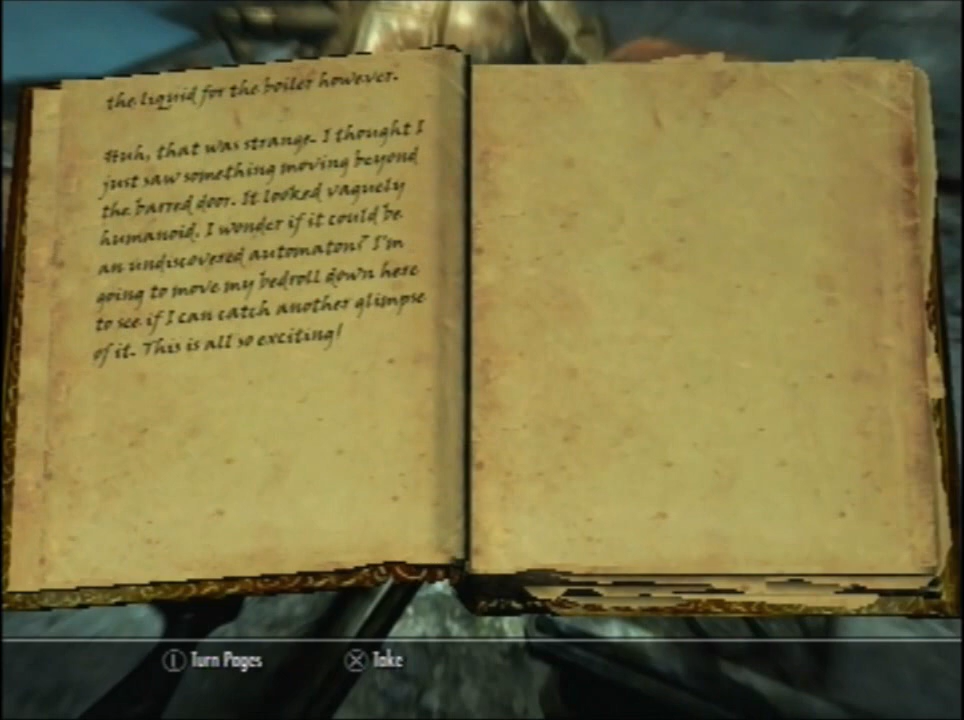 the liquid for the boiler however.
Huh, that was strange. I thought I
just saw something moving beyond
the barred door. It looked vaguely
humanoid. I wonder if it could be
an undiscovered automaton? I'm
going to move my bedroll down here
to see if I can catch another glimpse
of it. This is all so exciting!
Turn Pages
Take